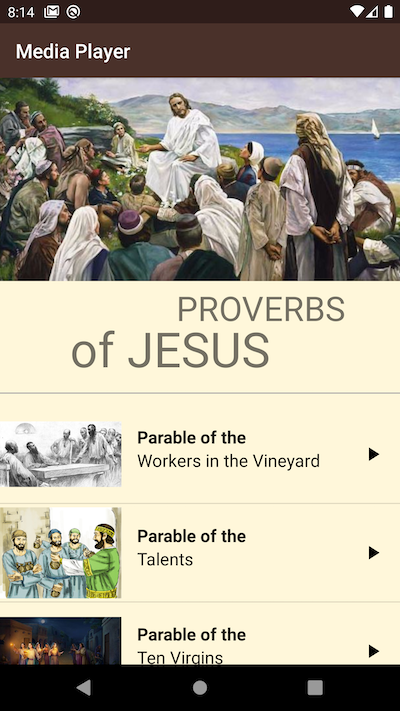 8:14
Media Player
PROVERBS
of JESUS
Parable of the
Workers in the Vineyard
Parable of the
Talents
Parable of the
Ten Virgins